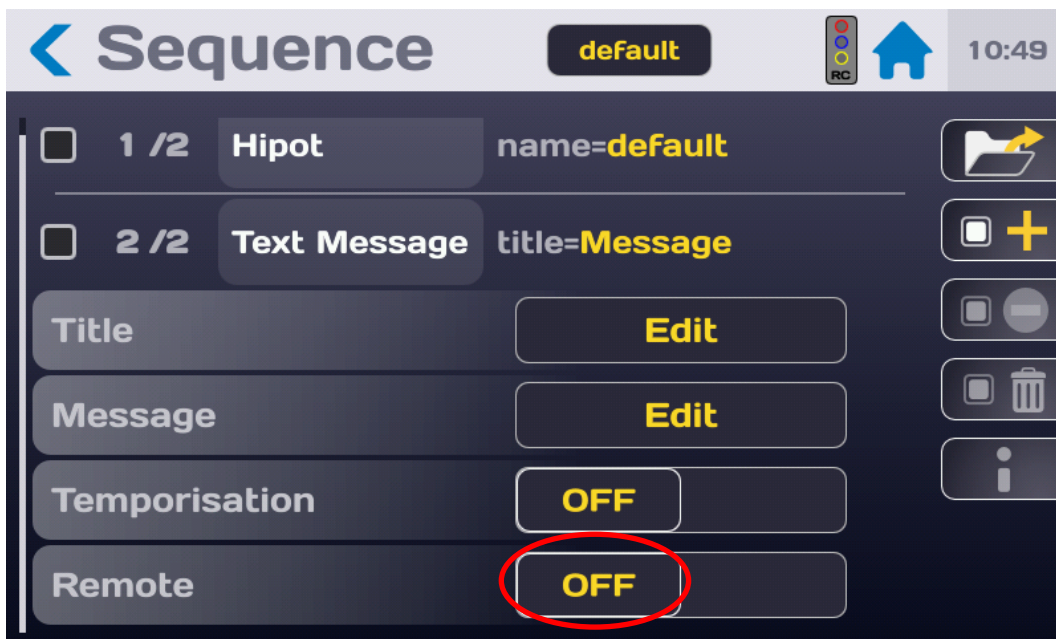 Sequence default RC 10:49
1 /2 Hipot name=default
2 /2 Text Message title=Message
Title Edit
Message Edit
Temporisation OFF
Remote OFF